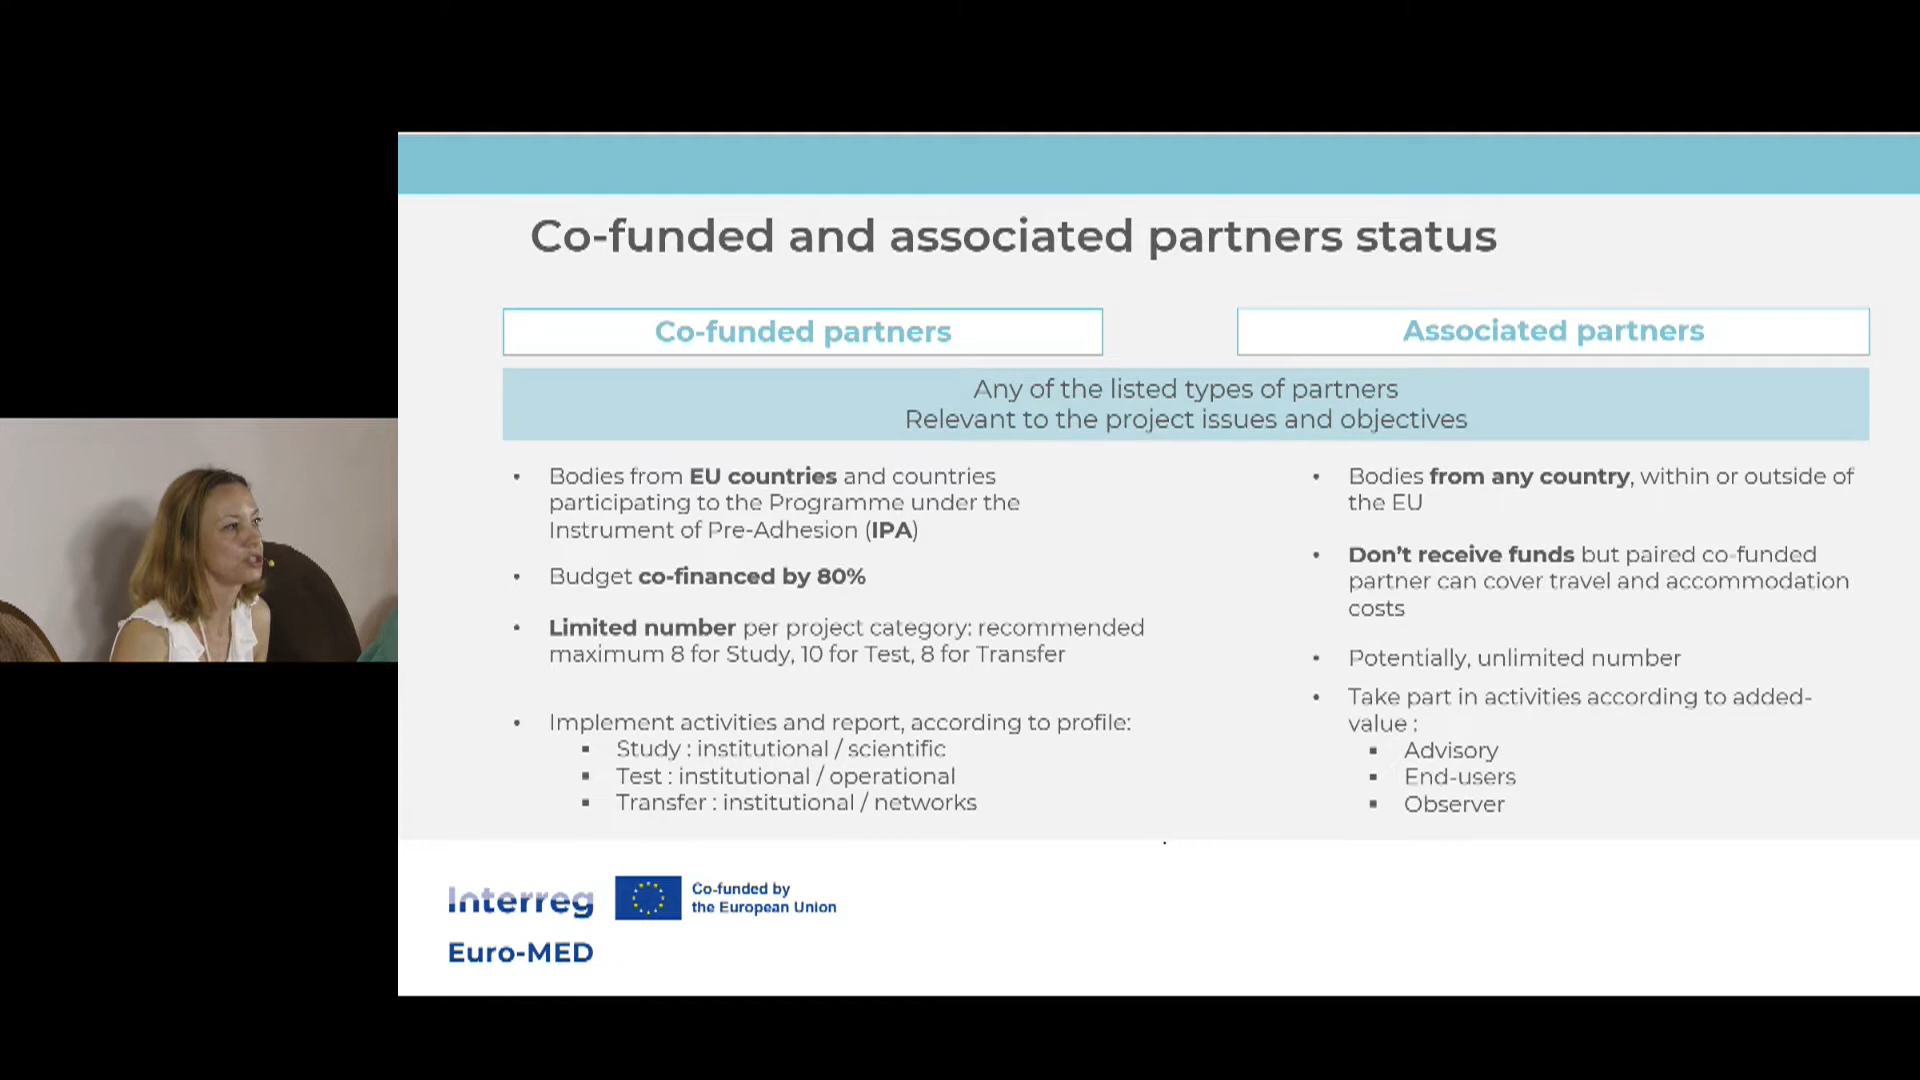 Co-funded and associated partners status
Co-funded partners
Associated partners
Any of the listed types of partners
Relevant to the project issues and objectives
• Bodies from EU countries and countries
participating to the Programme under the
Instrument of Pre-Adhesion (IPA)
• Budget co-financed by 80%
• Limited number per project category: recommended
maximum 8 for Study, 10 for Test, 8 for Transfer
• Implement activities and report, according to profile:
▪ Study : institutional / scientific
▪ Test : institutional / operational
▪ Transfer : institutional / networks
• Bodies from any country, within or outside of
the EU
• Don't receive funds but paired co-funded
partner can cover travel and accommodation
costs
• Potentially, unlimited number
• Take part in activities according to added-
value :
▪ Advisory
▪ End-users
▪ Observer
Interreg
Co-funded by
the European Union
Euro-MED